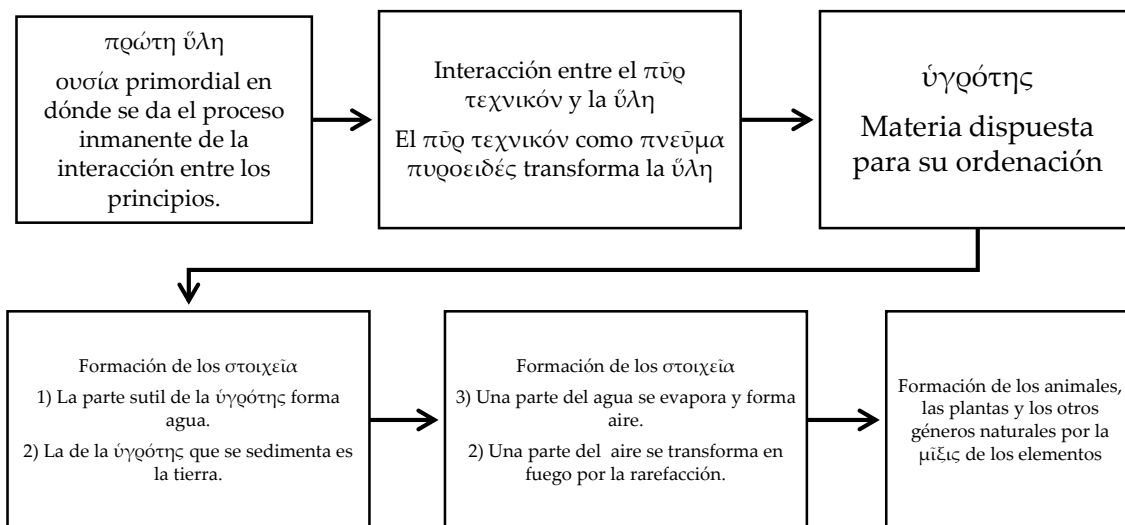 πρώτη ὕλη
ουσία primordial en
dónde se da el proceso
inmanente de la
interacción entre los
principios.
Interacción entre el πῦρ
τεχνικόν y la ὕλη
El πῦρ τεχνικόν como πνεῦμα
πυροειδές transforma la ὕλη
ὑγρότης
Materia dispuesta
para su ordenación
Formación de los στοιχεῖα
1) La parte sutil de la ὑγρότης forma
agua.
2) La de la ὑγρότης que se sedimenta es
la tierra.
Formación de los στοιχεῖα
3) Una parte del agua se evapora y forma
aire.
2) Una parte del aire se transforma en
fuego por la rarefacción.
Formación de los animales,
las plantas y los otros
géneros naturales por la
μῖξις de los elementos